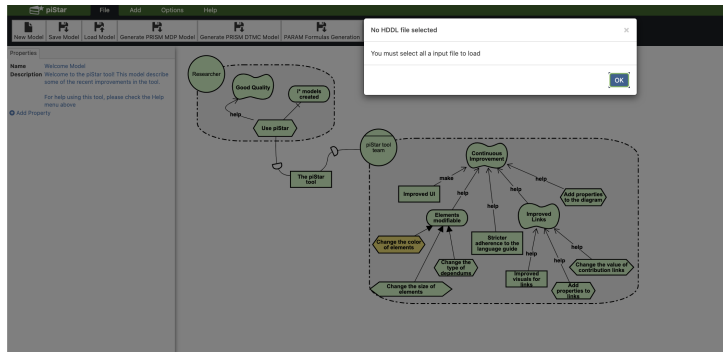 piStar File Add Options Help
New Model Save Model Load Model Generate PRISM MDP Model Generate PRISM DTMC Model PARAM Formulas Generation
No HDDL file selected ×
You must select all a input file to load
OK
Properties
Name Welcome Model
Description Welcome to the piStar tool! This model describe
some of the recent improvements in the tool.
For help using this tool, please check the Help
menu above
Add Property
Researcher
Good Quality
i* models
created
help
Use piStar
The piStar
tool
piStar tool
team
Continuous
Improvement
make
help
help
help
help
Improved UI
Add properties
to the diagram
Elements
modifiable
Improved
Links
Change the color
of elements
Stricter
adherence to the
language guide
help
help
help
Change the
type of
dependums
Change the value of
contribution links
Improved
visuals for
links
Add
properties to
links
Change the size of
elements